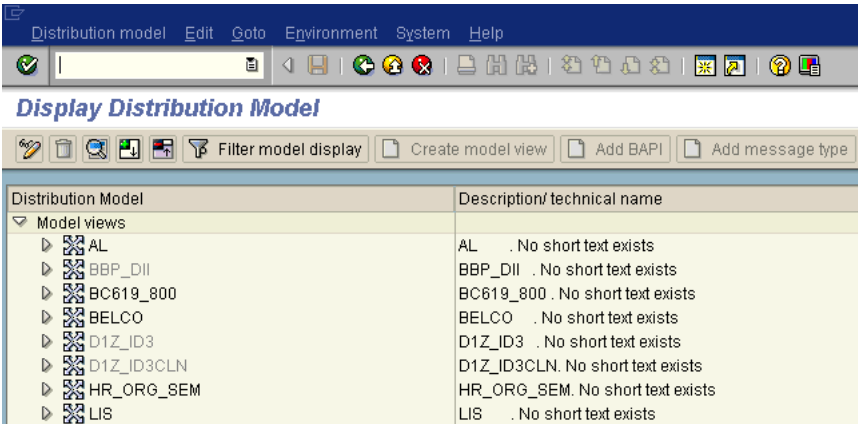 Distribution model Edit Goto Environment System Help
Display Distribution Model
Filter model display Create model view Add BAPI Add message type
Distribution Model Description/ technical name
Model views
AL AL . No short text exists
BBP_DII BBP_DII . No short text exists
BC619_800 BC619_800 . No short text exists
BELCO BELCO . No short text exists
D1Z_ID3 D1Z_ID3 . No short text exists
D1Z_ID3CLN D1Z_ID3CLN. No short text exists
HR_ORG_SEM HR_ORG_SEM. No short text exists
LIS LIS . No short text exists